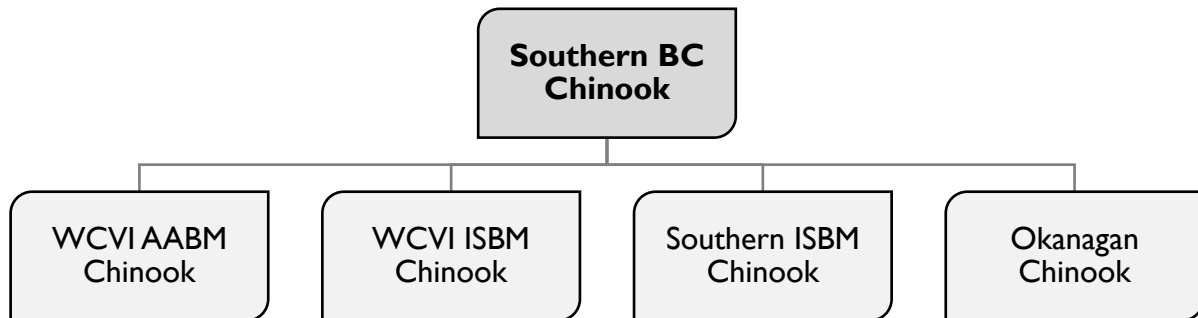 Southern BC
Chinook
WCVI AABM
Chinook
WCVI ISBM
Chinook
Southern ISBM
Chinook
Okanagan
Chinook